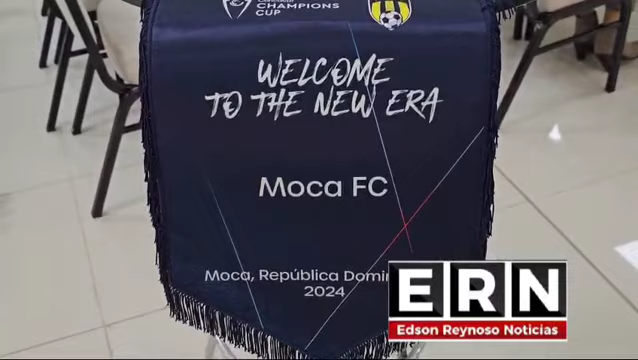 CHAMPIONS
CUP
WELCOME
TO THE NEW ERA
Moca FC
Moca, República Domin
2024
ERN
Edson Reynoso Noticias